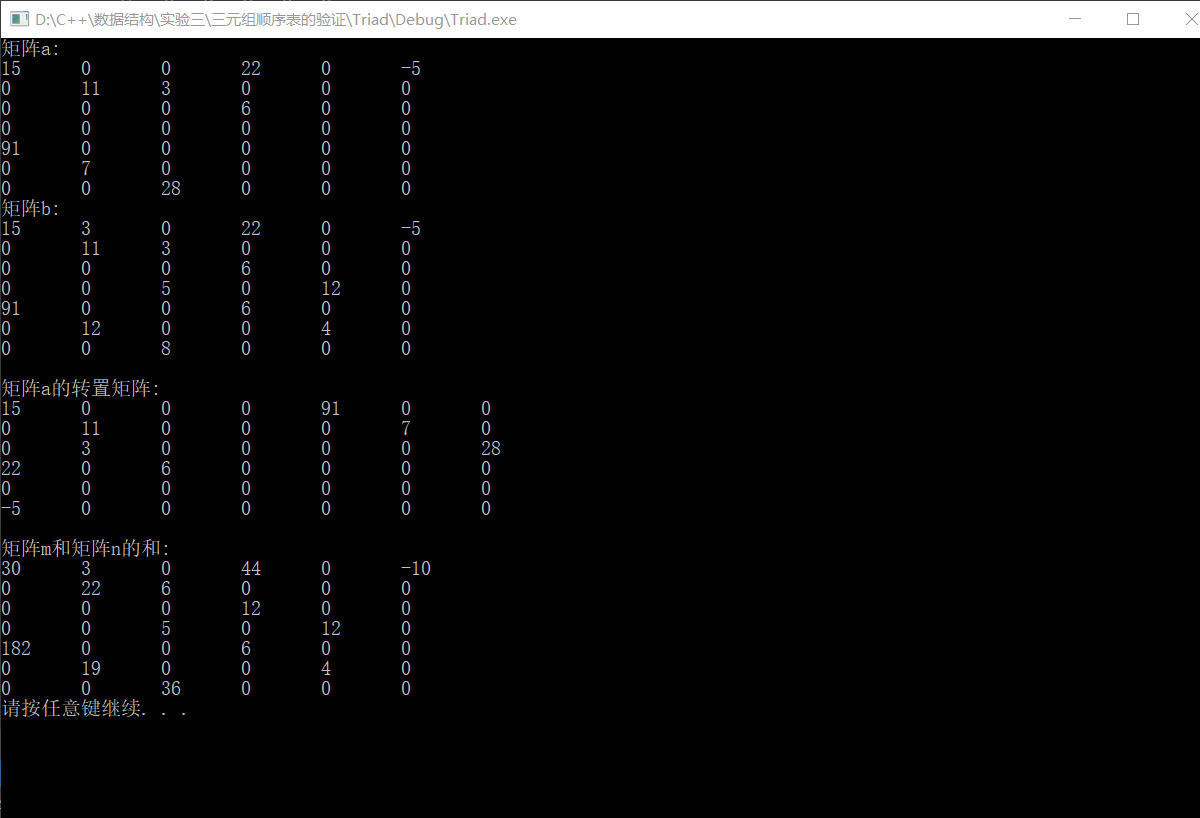 D:\C++\数据结构\实验三\三元组顺序表的验证\Triad\Debug\Triad.exe
矩阵a:
15 0 0 22 0 -5
0 11 3 0 0 0
0 0 0 6 0 0
0 0 0 0 0 0
91 0 0 0 0 0
0 7 0 0 0 0
0 0 28 0 0 0
矩阵b:
15 3 0 22 0 -5
0 11 3 0 0 0
0 0 0 6 0 0
0 0 5 0 12 0
91 0 0 6 0 0
0 12 0 0 4 0
0 0 8 0 0 0
矩阵a的转置矩阵:
15 0 0 0 91 0 0
0 11 0 0 0 7 0
0 3 0 0 0 0 28
22 0 6 0 0 0 0
0 0 0 0 0 0 0
-5 0 0 0 0 0 0
矩阵m和矩阵n的和:
30 3 0 44 0 -10
0 22 6 0 0 0
0 0 0 12 0 0
0 0 5 0 12 0
182 0 0 6 0 0
0 19 0 0 4 0
0 0 36 0 0 0
请按任意键继续. . .